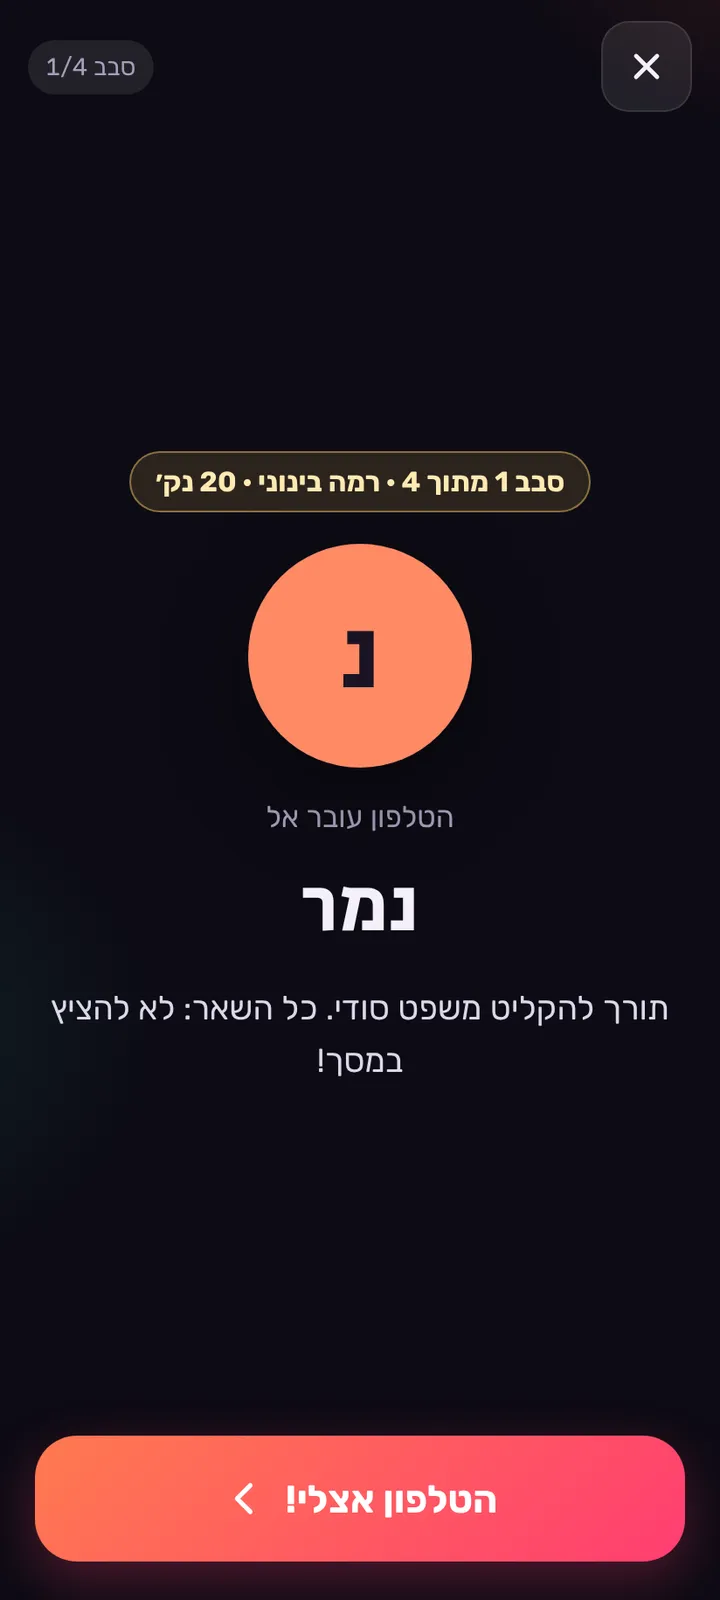 סבב 1/4
סבב 1 מתוך 4 • רמה בינוני • 20 נק׳
נ
הטלפון עובר אל
נמר
תורך להקליט משפט סודי. כל השאר: לא להציץ
במסך!
הטלפון אצלי!